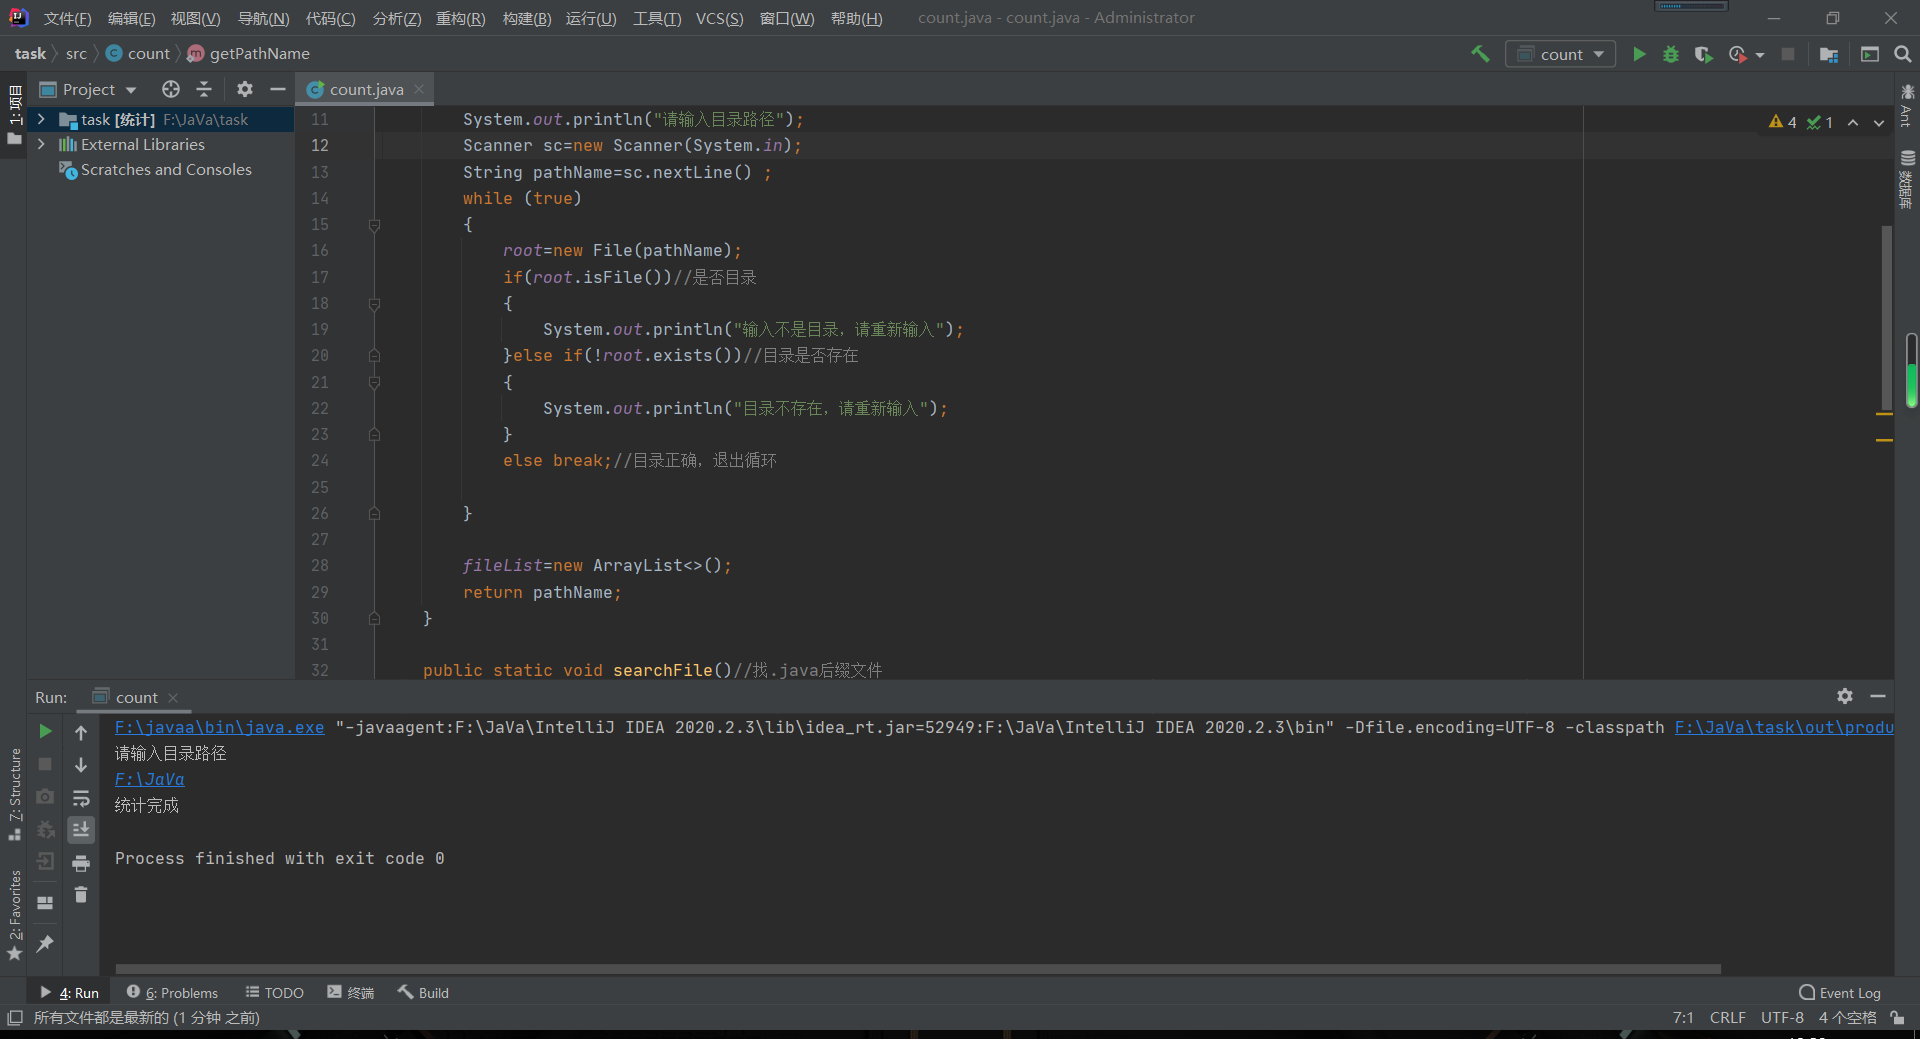 文件(F) 编辑(E) 视图(V) 导航(N) 代码(C) 分析(Z) 重构(R) 构建(B) 运行(U) 工具(T) VCS(S) 窗口(W) 帮助(H) count.java - count.java - Administrator
task src count getPathName count
1: 项目
Project count.java
task [统计] F:\JaVa\task
External Libraries
Scratches and Consoles
4 1
11 System.out.println("请输入目录路径");
12 Scanner sc=new Scanner(System.in);
13 String pathName=sc.nextLine() ;
14 while (true)
15 {
16 root=new File(pathName);
17 if(root.isFile())//是否目录
18 {
19 System.out.println("输入不是目录，请重新输入");
20 }else if(!root.exists())//目录是否存在
21 {
22 System.out.println("目录不存在，请重新输入");
23 }
24 else break;//目录正确，退出循环
25
26 }
27
28 fileList=new ArrayList<>();
29 return pathName;
30 }
31
32 public static void searchFile()//找.java后缀文件
Ant
数据库
Run: count
F:\javaa\bin\java.exe "-javaagent:F:\JaVa\IntelliJ IDEA 2020.2.3\lib\idea_rt.jar=52949:F:\JaVa\IntelliJ IDEA 2020.2.3\bin" -Dfile.encoding=UTF-8 -classpath F:\JaVa\task\out\produ
请输入目录路径
F:\JaVa
统计完成
Process finished with exit code 0
7: Structure
2: Favorites
4: Run 6: Problems TODO 终端 Build Event Log
所有文件都是最新的 (1 分钟 之前) 7:1 CRLF UTF-8 4 个空格